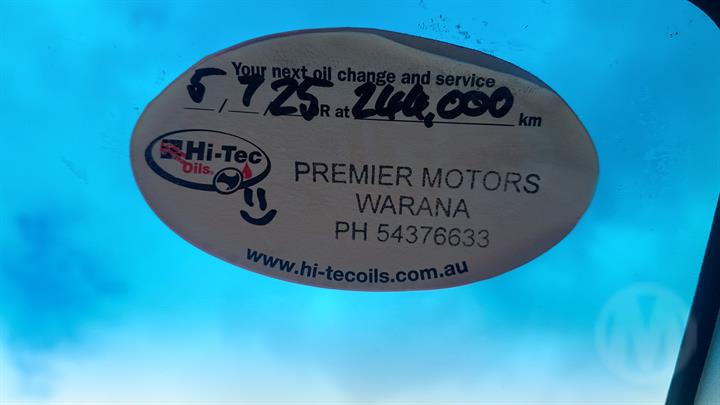 Your next oil change and service
5/7/25 OR at 244,000 km
Hi-Tec
Oils
PREMIER MOTORS
WARANA
PH 54376633
www.hi-tecoils.com.au
M